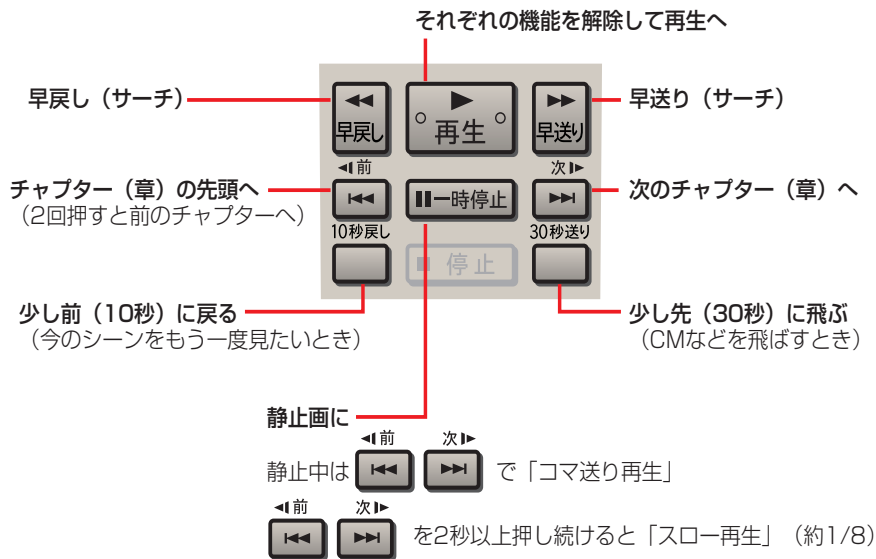 それぞれの機能を解除して再生へ
早戻し（サーチ）
◀◀
▶
▶▶
早送り（サーチ）
早戻し
再生
早送り
◀前
次▶
チャプター（章）の先頭へ
（2回押すと前のチャプターへ）
一時停止
次のチャプター（章）へ
10秒戻し
30秒送り
■ 停止
少し前（10秒）に戻る
（今のシーンをもう一度見たいとき）
少し先（30秒）に飛ぶ
（CMなどを飛ばすとき）
静止画に
◀前 次▶
静止中は で「コマ送り再生」
◀前 次▶
を2秒以上押し続けると「スロー再生」（約1/8）